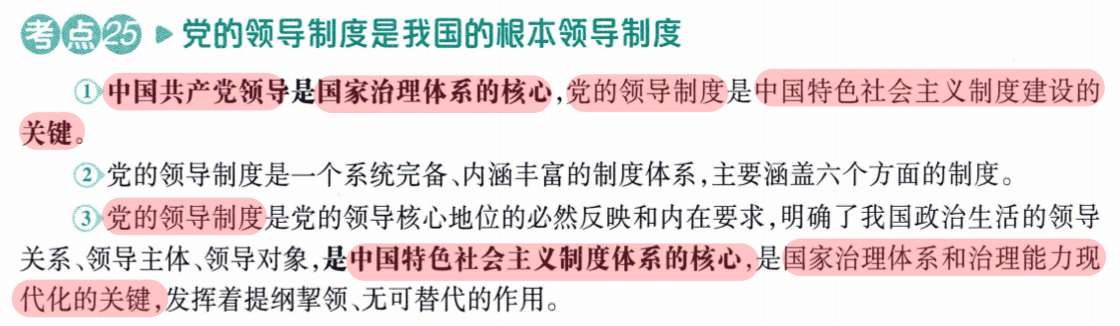 考点25 ▶ 党的领导制度是我国的根本领导制度
①中国共产党领导是国家治理体系的核心,党的领导制度是中国特色社会主义制度建设的
关键。
②党的领导制度是一个系统完备、内涵丰富的制度体系,主要涵盖六个方面的制度。
③党的领导制度是党的领导核心地位的必然反映和内在要求,明确了我国政治生活的领导
关系、领导主体、领导对象,是中国特色社会主义制度体系的核心,是国家治理体系和治理能力现
代化的关键,发挥着提纲挈领、无可替代的作用。